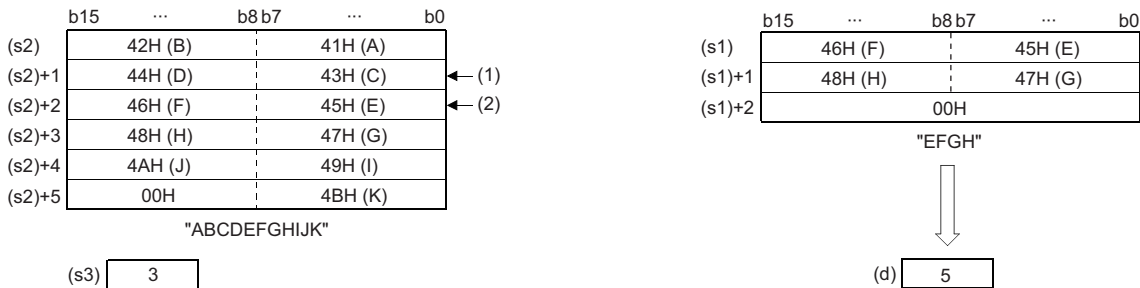 b15 ··· b8 b7 ··· b0
(s2) 42H (B) 41H (A)
(s2)+1 44H (D) 43H (C) (1)
(s2)+2 46H (F) 45H (E) (2)
(s2)+3 48H (H) 47H (G)
(s2)+4 4AH (J) 49H (I)
(s2)+5 00H 4BH (K)
"ABCDEFGHIJK"
(s3) 3
b15 ··· b8 b7 ··· b0
(s1) 46H (F) 45H (E)
(s1)+1 48H (H) 47H (G)
(s1)+2 00H
"EFGH"
(d) 5